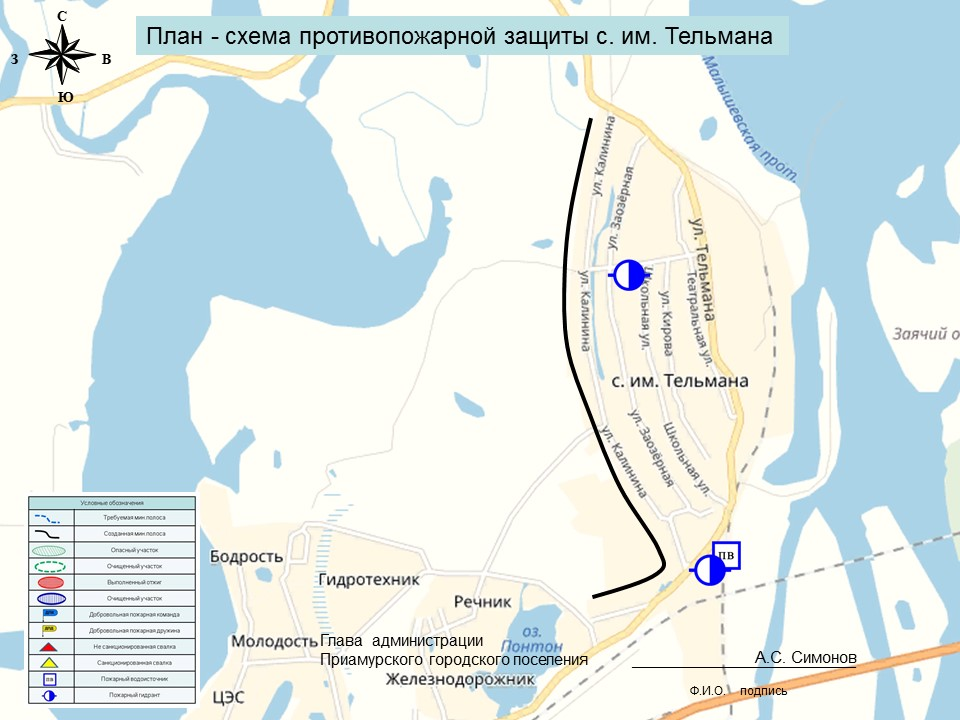 С
План - схема противопожарной защиты с. им. Тельмана
З
В
Ю
Малышевская прот.
ул. Калинина
ул. Заозёрная
ул. Тельмана
ул. Калинина
Школьная ул.
ул. Кирова
Театральная ул.
Заячий о
с. им. Тельмана
ул. Калинина
ул. Заозёрная
Школьная ул.
Условные обозначения
Требуемая мин полоса
Созданная мин полоса
Опасный участок
Очищенный участок
Выполненный отжиг
Очищенный участок
Добровольная пожарная команда
Добровольная пожарная дружина
Не санкционированная свалка
Санкционированная свалка
ПВ
Пожарный водоисточник
Пожарный гидрант
ПВ
Бодрость
Гидротехник
Речник
Молодость
оз.
Понтон
Железнодорожник
ЦЭС
Глава администрации
Приамурского городского поселения
А.С. Симонов
Ф.И.О. подпись